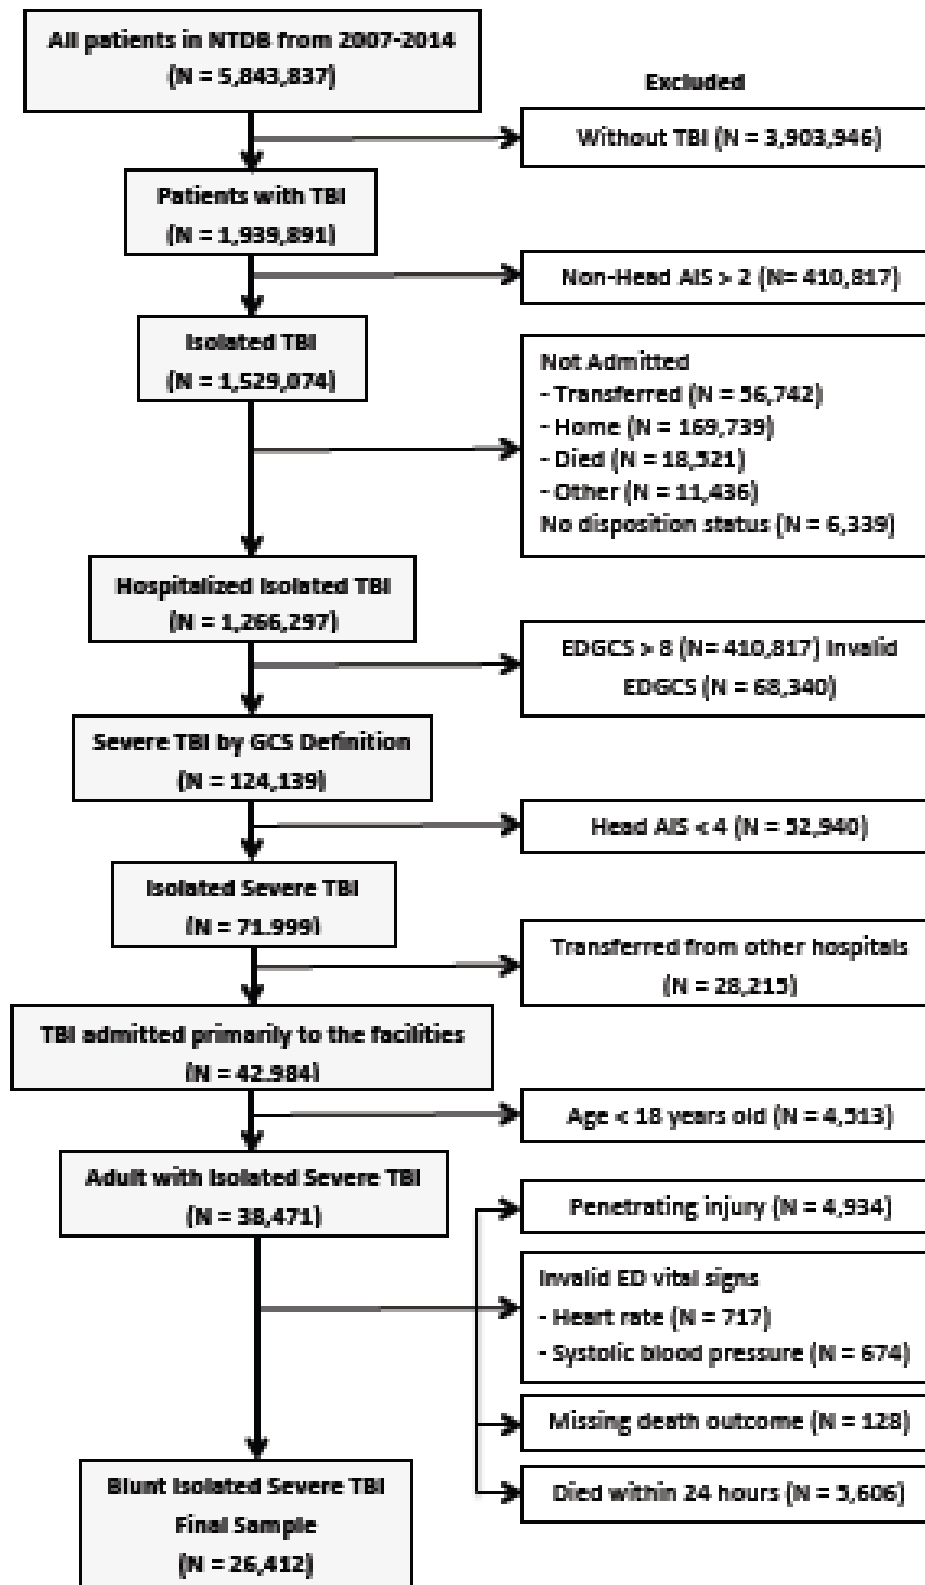 All patients in NTDB from 2007-2014
(N = 5,843,837)
Excluded
Without TBI (N = 3,903,946)
Patients with TBI
(N = 1,939,891)
Non-Head AIS > 2 (N= 410,817)
Isolated TBI
(N = 1,529,074)
Not Admitted
- Transferred (N = 56,742)
- Home (N = 169,739)
- Died (N = 18,521)
- Other (N = 11,436)
No disposition status (N = 6,339)
Hospitalized Isolated TBI
(N = 1,266,297)
EDGCS > 8 (N= 410,817) Invalid
EDGCS (N = 68,340)
Severe TBI by GCS Definition
(N = 124,139)
Head AIS < 4 (N = 52,940)
Isolated Severe TBI
(N = 71.999)
Transferred from other hospitals
(N = 28,215)
TBI admitted primarily to the facilities
(N = 42.984)
Age < 18 years old (N = 4,513)
Adult with Isolated Severe TBI
(N = 38,471)
Penetrating injury (N = 4,934)
Invalid ED vital signs
- Heart rate (N = 717)
- Systolic blood pressure (N = 674)
Missing death outcome (N = 128)
Died within 24 hours (N = 5,606)
Blunt Isolated Severe TBI
Final Sample
(N = 26,412)